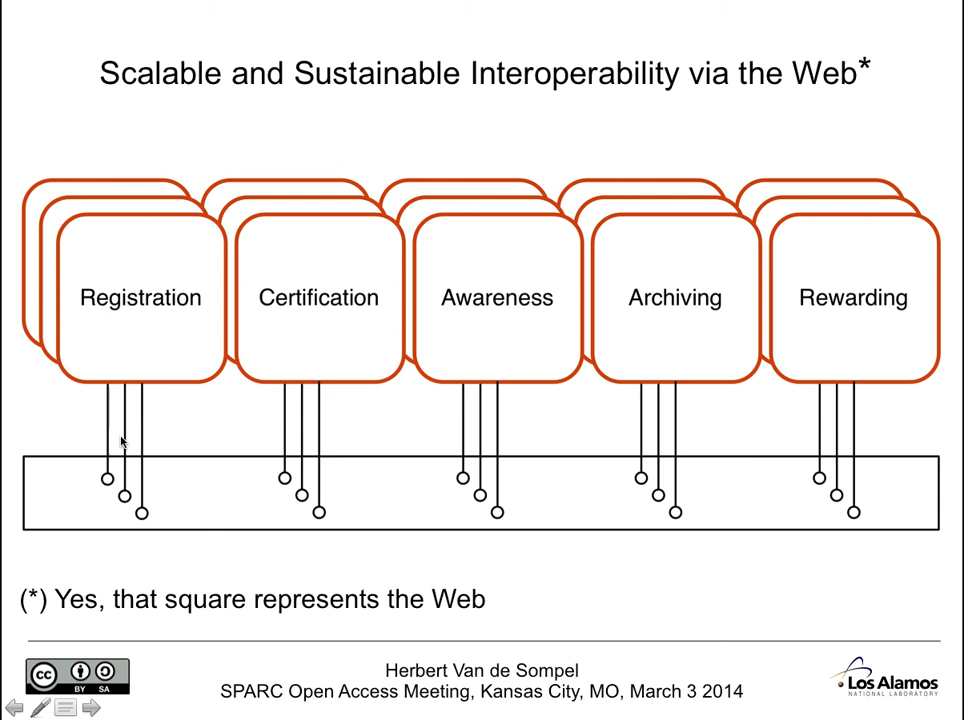 Scalable and Sustainable Interoperability via the Web*
Registration
Certification
Awareness
Archiving
Rewarding
(*) Yes, that square represents the Web
cc
BY SA
Herbert Van de Sompel
SPARC Open Access Meeting, Kansas City, MO, March 3 2014
Los Alamos
NATIONAL LABORATORY